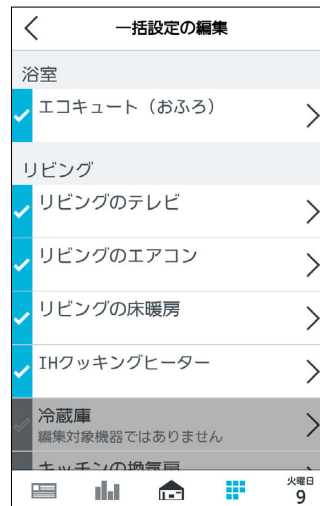 一括設定の編集
浴室
エコキュート（おふろ）
リビング
リビングのテレビ
リビングのエアコン
リビングの床暖房
IHクッキングヒーター
冷蔵庫
編集対象機器ではありません
キッチンの換気扇
火曜日
9